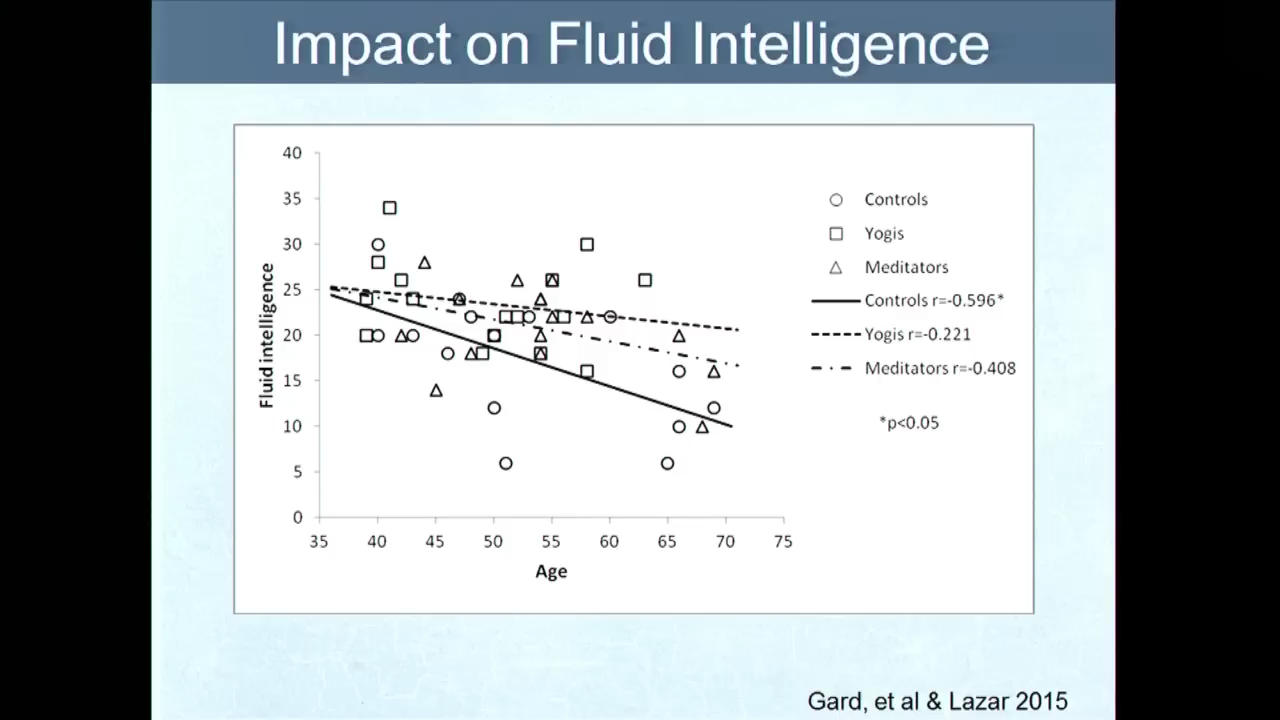 Impact on Fluid Intelligence
40
35
30
25
20
15
10
5
0
Fluid intelligence
35 40 45 50 55 60 65 70 75
Age
Controls
Yogis
Meditators
Controls r=-0.596*
Yogis r=-0.221
Meditators r=-0.408
*p<0.05
Gard, et al & Lazar 2015